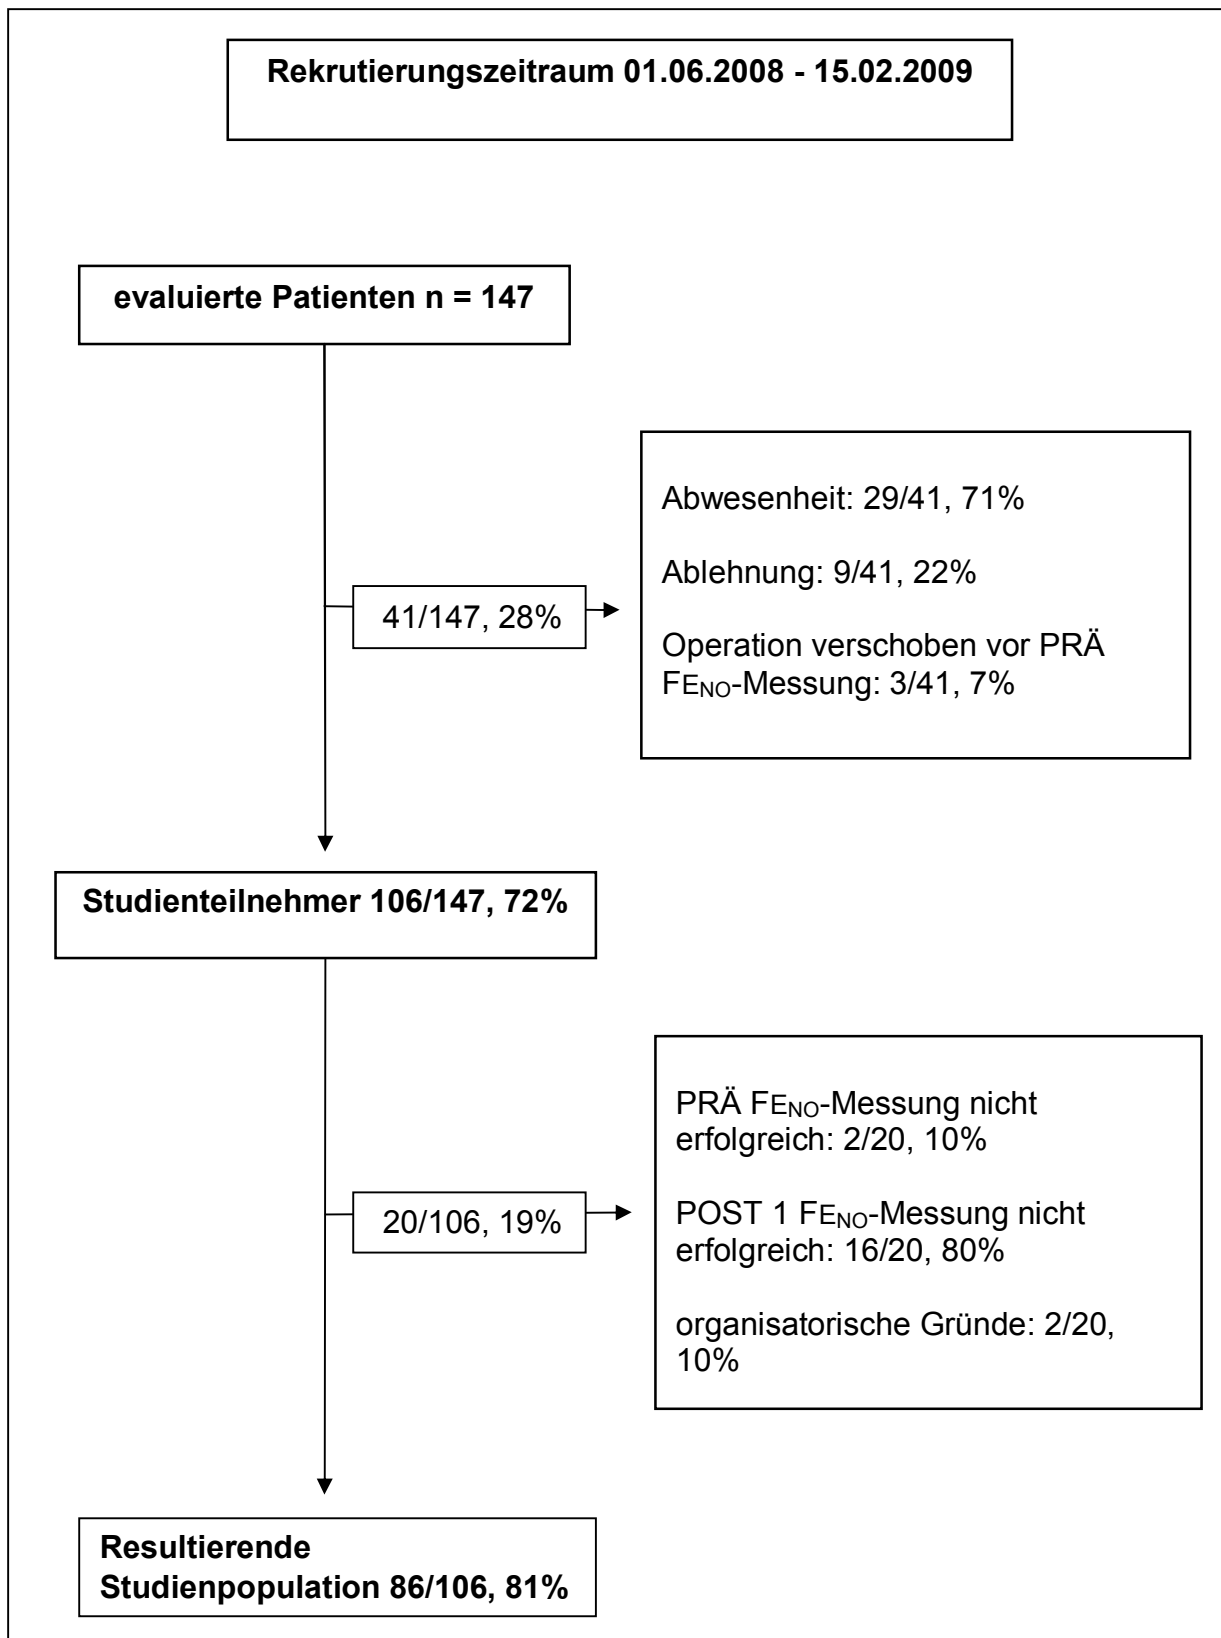 Rekrutierungszeitraum 01.06.2008 - 15.02.2009
evaluierte Patienten n = 147
Abwesenheit: 29/41, 71%
Ablehnung: 9/41, 22%
Operation verschoben vor PRÄ
FENO-Messung: 3/41, 7%
41/147, 28%
Studienteilnehmer 106/147, 72%
PRÄ FENO-Messung nicht
erfolgreich: 2/20, 10%
POST 1 FENO-Messung nicht
erfolgreich: 16/20, 80%
organisatorische Gründe: 2/20,
10%
20/106, 19%
Resultierende
Studienpopulation 86/106, 81%